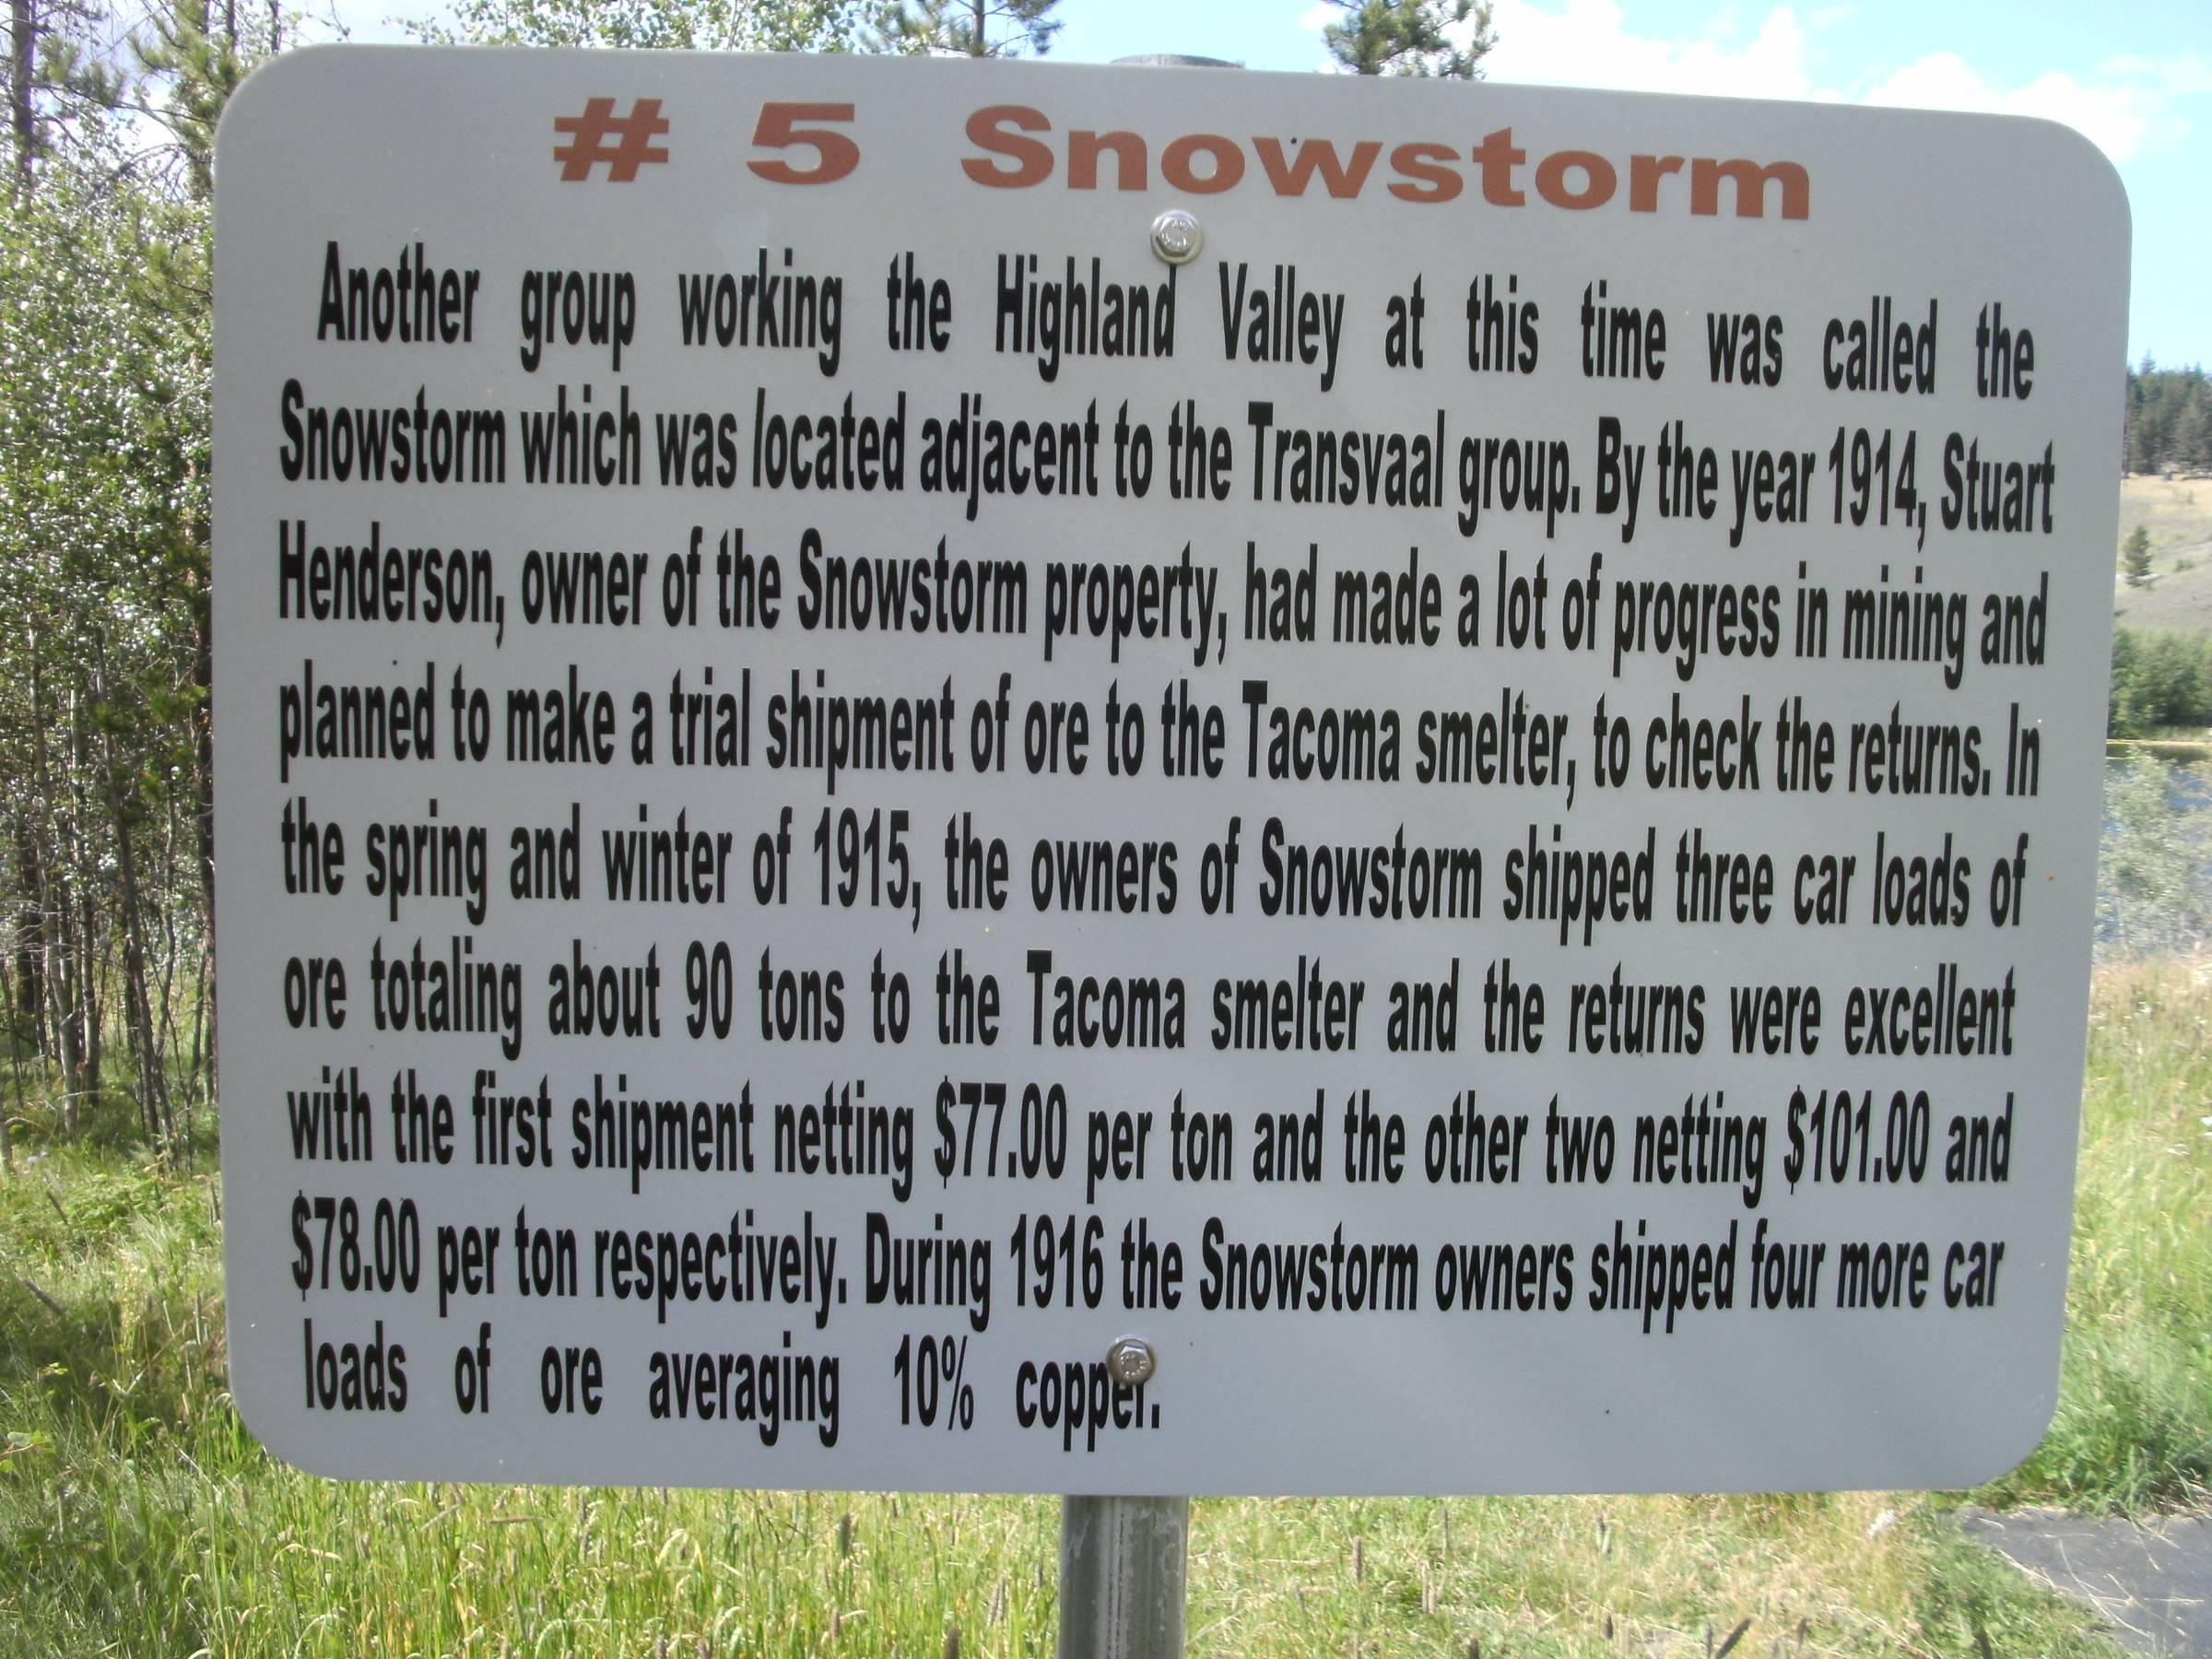 # 5 Snowstorm
Another group working the Highland Valley at this time was called the
Snowstorm which was located adjacent to the Transvaal group. By the year 1914, Stuart
Henderson, owner of the Snowstorm property, had made a lot of progress in mining and
planned to make a trial shipment of ore to the Tacoma smelter, to check the returns. In
the spring and winter of 1915, the owners of Snowstorm shipped three car loads of
ore totaling about 90 tons to the Tacoma smelter and the returns were excellent
with the first shipment netting $77.00 per ton and the other two netting $101.00 and
$78.00 per ton respectively. During 1916 the Snowstorm owners shipped four more car
loads of ore averaging 10% copper.